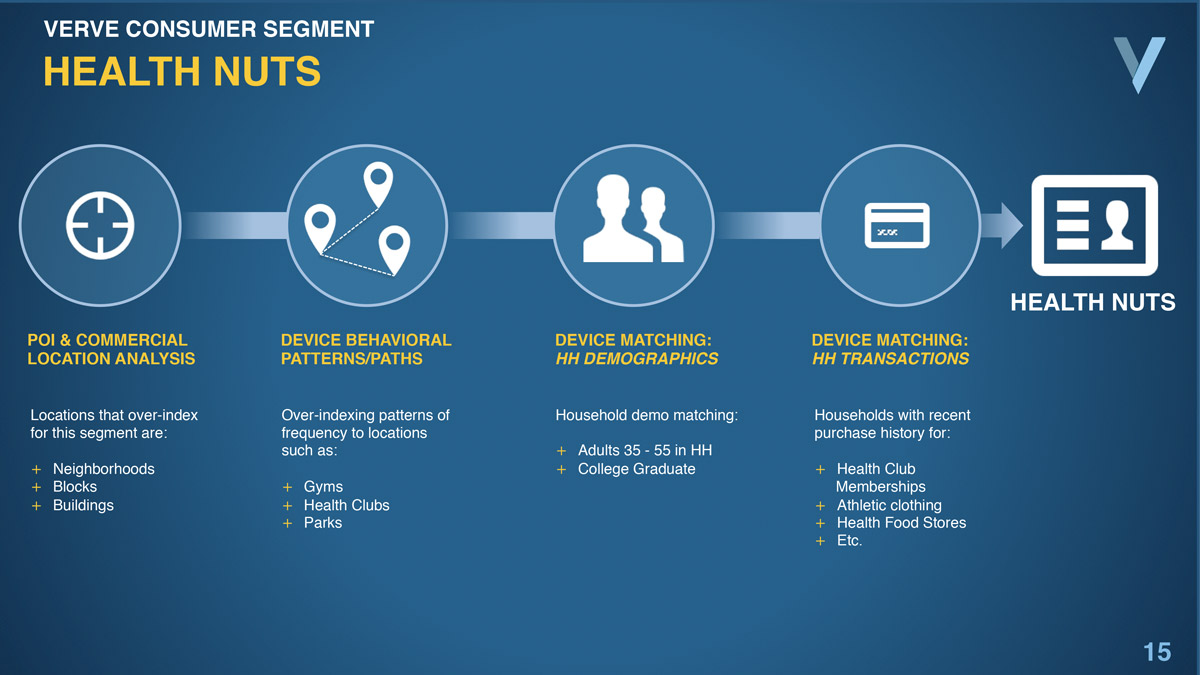 VERVE CONSUMER SEGMENT
HEALTH NUTS
HEALTH NUTS
POI & COMMERCIAL
LOCATION ANALYSIS
Locations that over-index
for this segment are:
+ Neighborhoods
+ Blocks
+ Buildings
DEVICE BEHAVIORAL
PATTERNS/PATHS
Over-indexing patterns of
frequency to locations
such as:
+ Gyms
+ Health Clubs
+ Parks
DEVICE MATCHING:
HH DEMOGRAPHICS
Household demo matching:
+ Adults 35 - 55 in HH
+ College Graduate
DEVICE MATCHING:
HH TRANSACTIONS
Households with recent
purchase history for:
+ Health Club
Memberships
+ Athletic clothing
+ Health Food Stores
+ Etc.
15